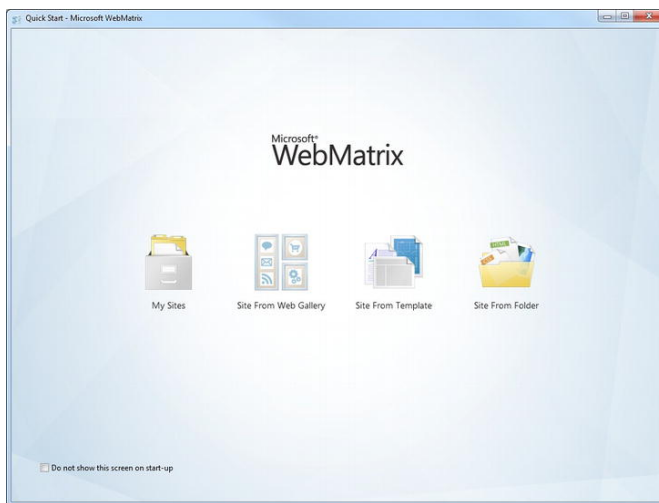 Quick Start - Microsoft WebMatrix
Microsoft®
WebMatrix
My Sites
Site From Web Gallery
Site From Template
Site From Folder
Do not show this screen on start-up